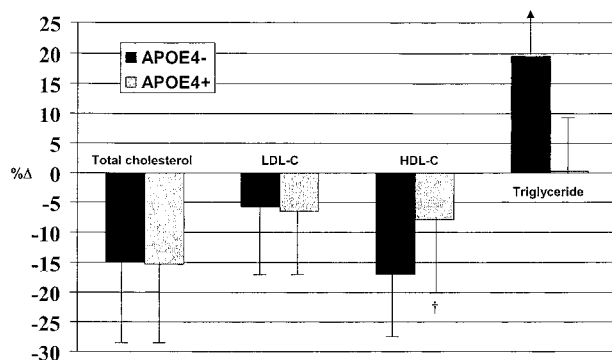 25
20
15
10
5
0
-5
-10
-15
-20
-25
-30
%Δ
APOE4-
APOE4+
Total cholesterol
LDL-C
HDL-C
Triglyceride
†